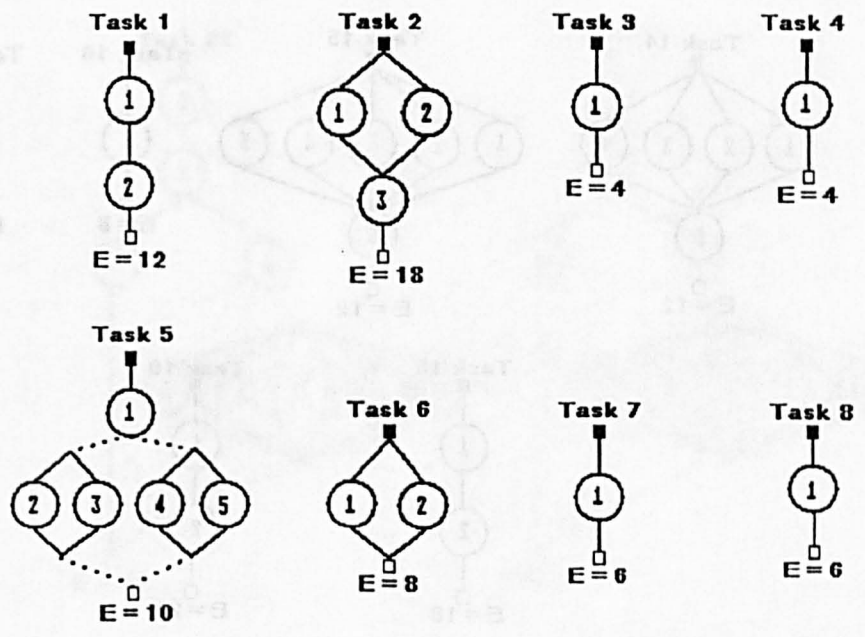 Task 1
1
2
E = 12
Task 2
1 2
3
E = 18
Task 3
1
E = 4
Task 4
1
E = 4
Task 5
1
2 3 4 5
E = 10
Task 6
1 2
E = 8
Task 7
1
E = 6
Task 8
1
E = 6